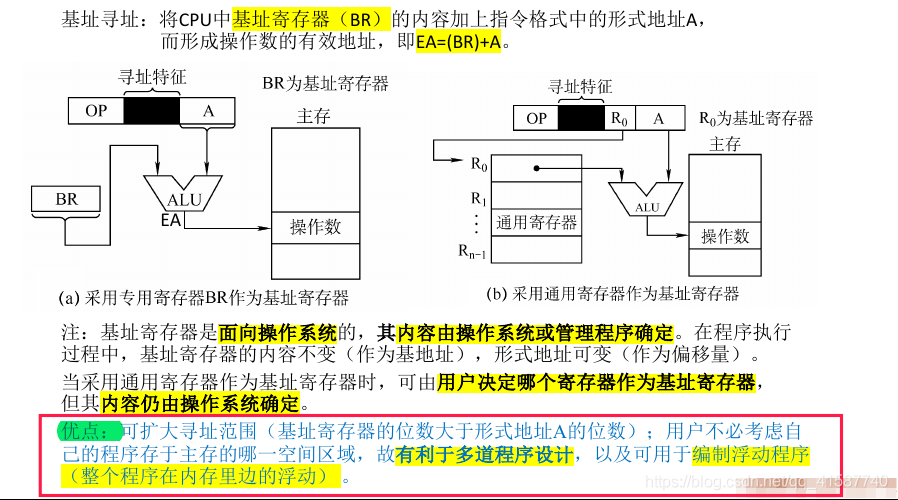 基址寻址：将CPU中基址寄存器（BR）的内容加上指令格式中的形式地址A，
而形成操作数的有效地址，即EA=(BR)+A。
寻址特征
BR为基址寄存器
OP
A
主存
BR
ALU
EA
操作数
(a) 采用专用寄存器BR作为基址寄存器
寻址特征
OP
R0
A
R0为基址寄存器
主存
R0
R1
⋮
Rn-1
通用寄存器
ALU
操作数
(b) 采用通用寄存器作为基址寄存器
注：基址寄存器是面向操作系统的，其内容由操作系统或管理程序确定。在程序执行
过程中，基址寄存器的内容不变（作为基地址），形式地址可变（作为偏移量）。
当采用通用寄存器作为基址寄存器时，可由用户决定哪个寄存器作为基址寄存器，
但其内容仍由操作系统确定。
优点：可扩大寻址范围（基址寄存器的位数大于形式地址A的位数）；用户不必考虑自
己的程序存于主存的哪一空间区域，故有利于多道程序设计，以及可用于编制浮动程序
（整个程序在内存里边的浮动）。
https://blog.csdn.net/qq_41587740